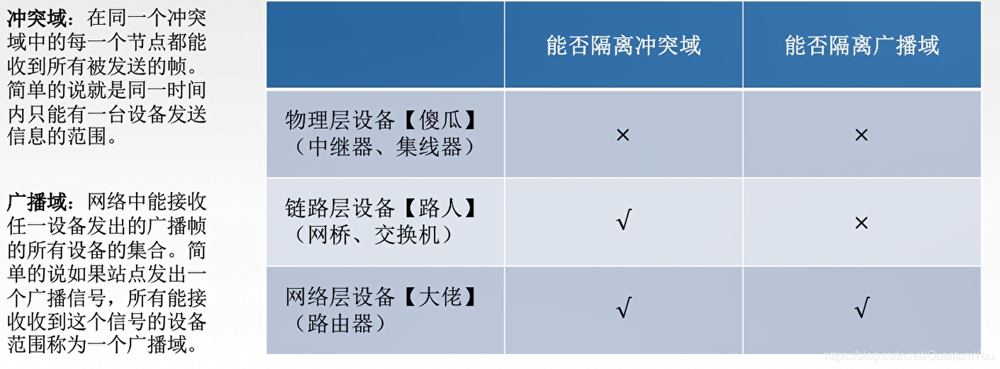 冲突域：在同一个冲突
域中的每一个节点都能
收到所有被发送的帧。
简单的说就是同一时间
内只能有一台设备发送
信息的范围。
广播域：网络中能接收
任一设备发出的广播帧
的所有设备的集合。简
单的说如果站点发出一
个广播信号，所有能接
收收到这个信号的设备
范围称为一个广播域。
能否隔离冲突域
能否隔离广播域
物理层设备【傻瓜】
（中继器、集线器）
×
×
链路层设备【路人】
（网桥、交换机）
√
×
网络层设备【大佬】
（路由器）
√
√
https://blog.csdn.net/QuantumYou